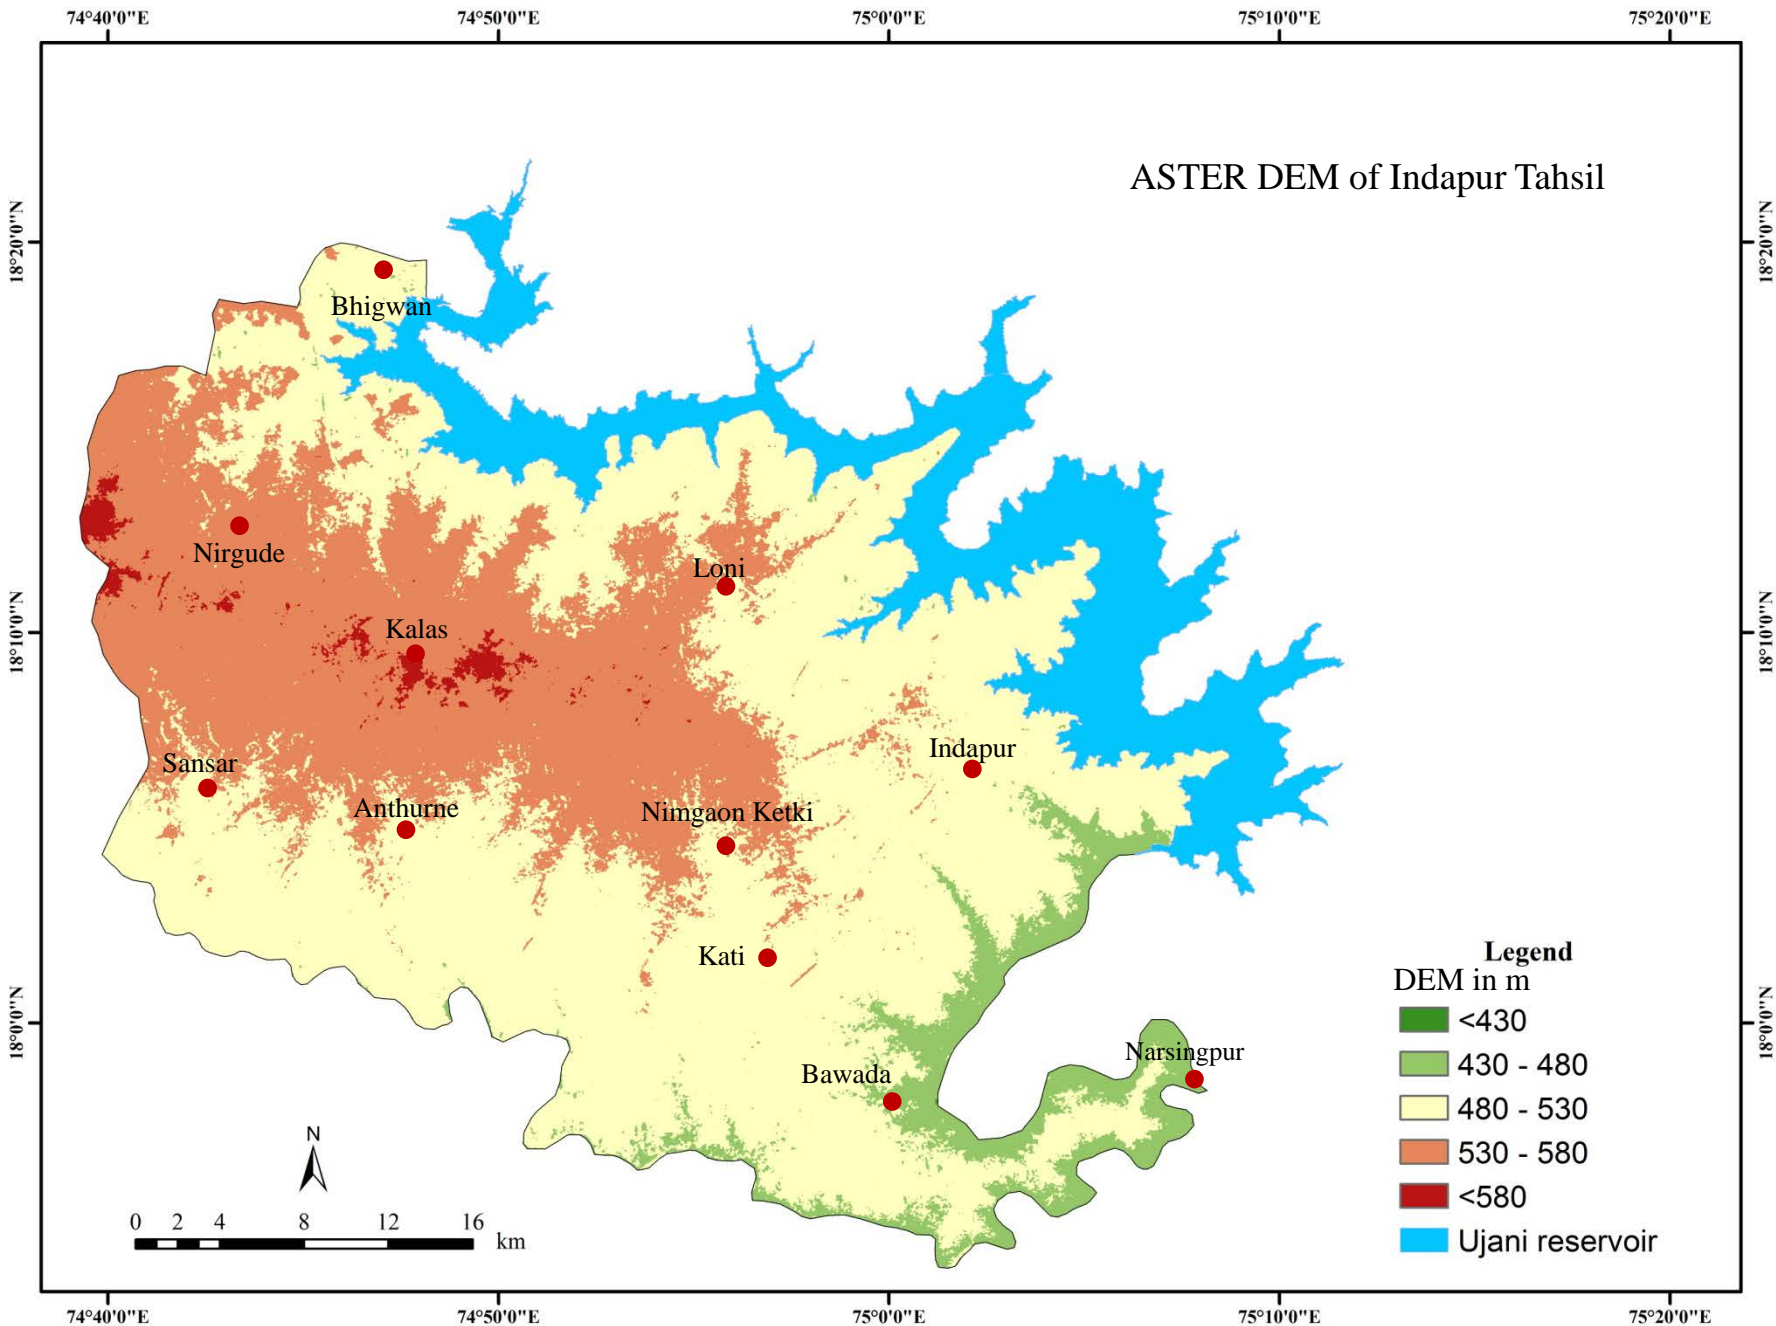 74°40'0"E 74°50'0"E 75°0'0"E 75°10'0"E 75°20'0"E
ASTER DEM of Indapur Tahsil
18°20'0"N 18°20'0"N
Bhigwan
Nirgude
Loni
18°10'0"N 18°10'0"N
Kalas
Indapur
Sansar
Anthurne
Nimgaon Ketki
Kati
18°0'0"N 18°0'0"N
Narsingpur
Bawada
Legend
DEM in m
<430
430 - 480
480 - 530
530 - 580
<580
Ujani reservoir
N
0 2 4 8 12 16
km
74°40'0"E 74°50'0"E 75°0'0"E 75°10'0"E 75°20'0"E